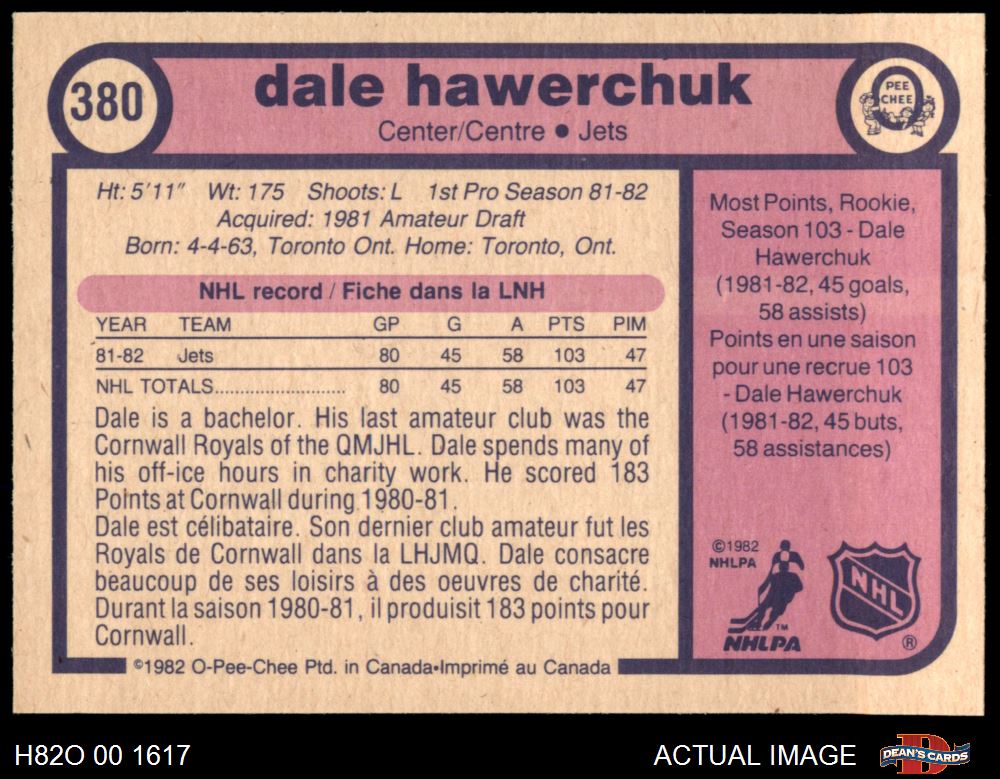 380
dale hawerchuk
Center/Centre • Jets
PEE
CHEE
Ht: 5'11" Wt: 175 Shoots: L 1st Pro Season 81-82
Acquired: 1981 Amateur Draft
Born: 4-4-63, Toronto Ont. Home: Toronto, Ont.
NHL record / Fiche dans la LNH
YEAR TEAM GP G A PTS PIM
81-82 Jets 80 45 58 103 47
NHL TOTALS............................ 80 45 58 103 47
Dale is a bachelor. His last amateur club was the
Cornwall Royals of the QMJHL. Dale spends many of
his off-ice hours in charity work. He scored 183
Points at Cornwall during 1980-81.
Dale est célibataire. Son dernier club amateur fut les
Royals de Cornwall dans la LHJMQ. Dale consacre
beaucoup de ses loisirs à des oeuvres de charité.
Durant la saison 1980-81, il produisit 183 points pour
Cornwall.
©1982 O-Pee-Chee Ptd. in Canada•Imprimé au Canada
Most Points, Rookie,
Season 103 - Dale
Hawerchuk
(1981-82, 45 goals,
58 assists)
Points en une saison
pour une recrue 103
- Dale Hawerchuk
(1981-82, 45 buts,
58 assistances)
©1982
NHLPA
TM
NHLPA
NHL
®
H82O 00 1617
ACTUAL IMAGE
DEAN'S CARDS